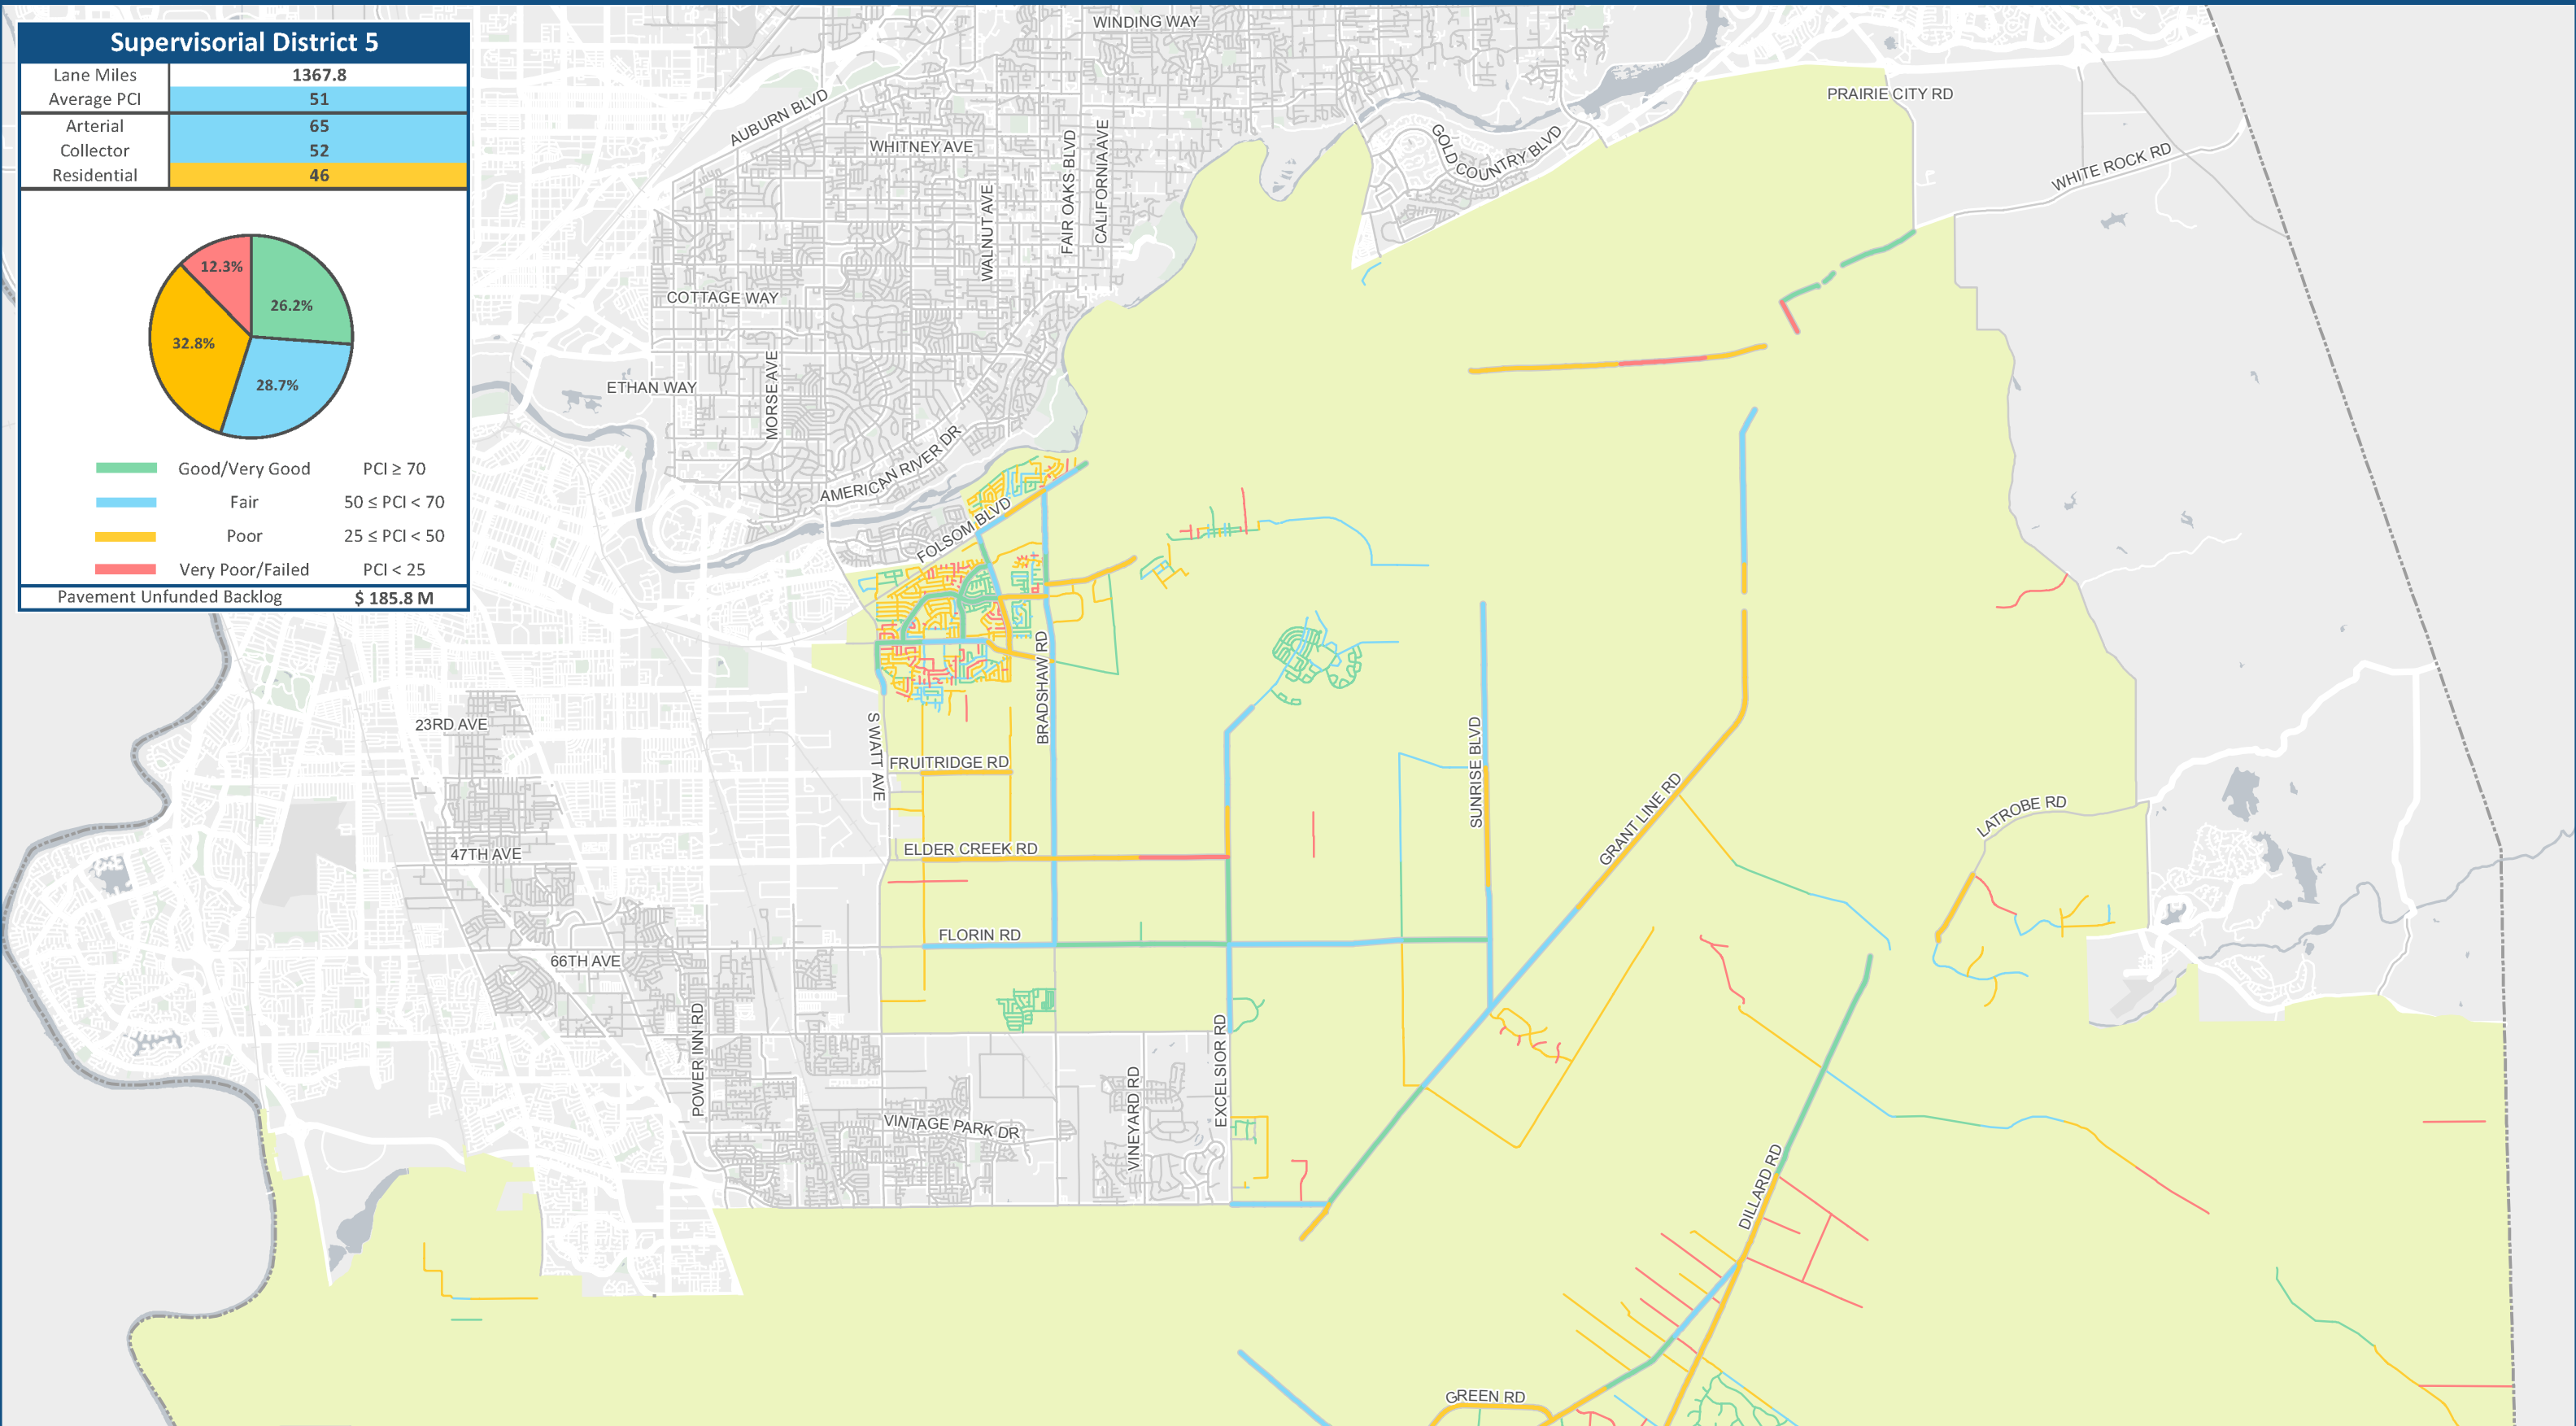 Supervisorial District 5
Lane Miles 1367.8
Average PCI 51
Arterial 65
Collector 52
Residential 46
12.3%
26.2%
32.8%
28.7%
Good/Very Good PCI ≥ 70
Fair 50 ≤ PCI < 70
Poor 25 ≤ PCI < 50
Very Poor/Failed PCI < 25
Pavement Unfunded Backlog $ 185.8 M
WINDING WAY
PRAIRIE CITY RD
AUBURN BLVD
WHITNEY AVE
FAIR OAKS BLVD
CALIFORNIA AVE
GOLD COUNTRY BLVD
WHITE ROCK RD
WALNUT AVE
COTTAGE WAY
ETHAN WAY
MORSE AVE
AMERICAN RIVER DR
FOLSOM BLVD
BRADSHAW RD
23RD AVE
S WATT AVE
FRUITRIDGE RD
SUNRISE BLVD
GRANT LINE RD
LATROBE RD
47TH AVE
ELDER CREEK RD
FLORIN RD
66TH AVE
POWER INN RD
EXCELSIOR RD
VINEYARD RD
VINTAGE PARK DR
DILLARD RD
GREEN RD